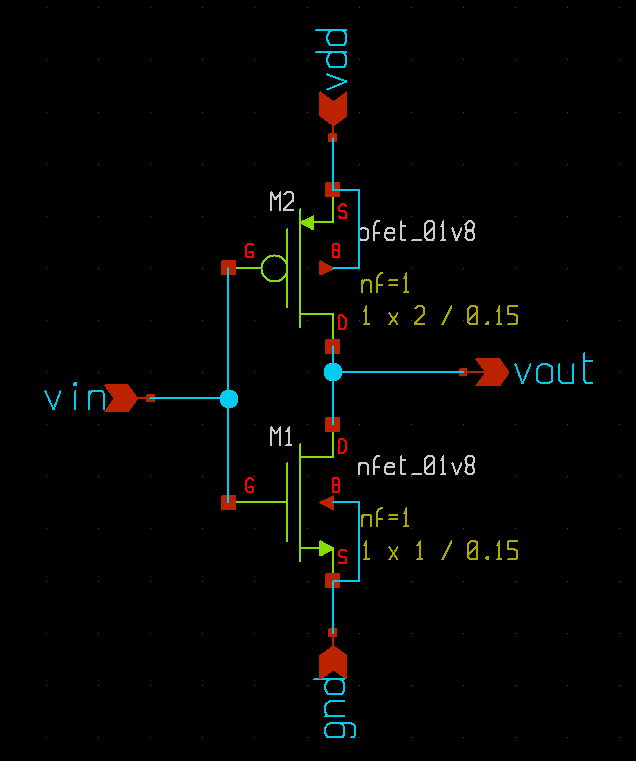 vdd
M2
S
pfet_01v8
G
B
nf=1
1 x 2 / 0.15
D
vout
vin
M1
D
nfet_01v8
G
B
nf=1
1 x 1 / 0.15
S
gnd